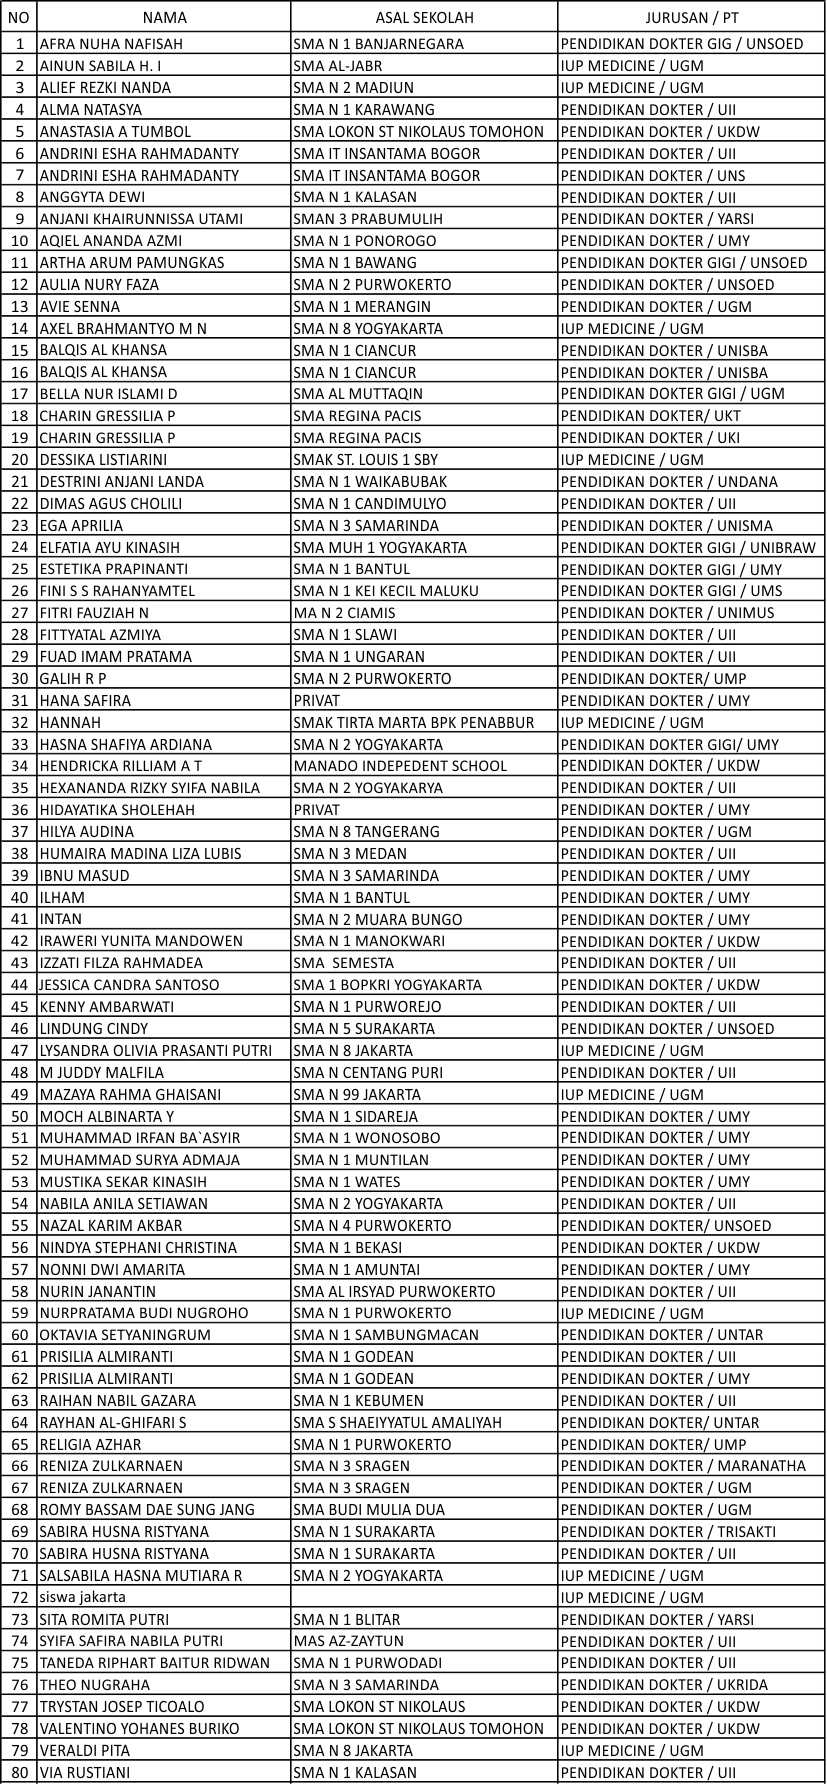 NO NAMA ASAL SEKOLAH JURUSAN / PT
1 AFRA NUHA NAFISAH SMA N 1 BANJARNEGARA PENDIDIKAN DOKTER GIG / UNSOED
2 AINUN SABILA H. I SMA AL-JABR IUP MEDICINE / UGM
3 ALIEF REZKI NANDA SMA N 2 MADIUN IUP MEDICINE / UGM
4 ALMA NATASYA SMA N 1 KARAWANG PENDIDIKAN DOKTER / UII
5 ANASTASIA A TUMBOL SMA LOKON ST NIKOLAUS TOMOHON PENDIDIKAN DOKTER / UKDW
6 ANDRINI ESHA RAHMADANTY SMA IT INSANTAMA BOGOR PENDIDIKAN DOKTER / UII
7 ANDRINI ESHA RAHMADANTY SMA IT INSANTAMA BOGOR PENDIDIKAN DOKTER / UNS
8 ANGGYTA DEWI SMA N 1 KALASAN PENDIDIKAN DOKTER / UII
9 ANJANI KHAIRUNNISSA UTAMI SMAN 3 PRABUMULIH PENDIDIKAN DOKTER / YARSI
10 AQIEL ANANDA AZMI SMA N 1 PONOROGO PENDIDIKAN DOKTER / UMY
11 ARTHA ARUM PAMUNGKAS SMA N 1 BAWANG PENDIDIKAN DOKTER GIGI / UNSOED
12 AULIA NURY FAZA SMA N 2 PURWOKERTO PENDIDIKAN DOKTER / UNSOED
13 AVIE SENNA SMA N 1 MERANGIN PENDIDIKAN DOKTER / UGM
14 AXEL BRAHMANTYO M N SMA N 8 YOGYAKARTA IUP MEDICINE / UGM
15 BALQIS AL KHANSA SMA N 1 CIANCUR PENDIDIKAN DOKTER / UNISBA
16 BALQIS AL KHANSA SMA N 1 CIANCUR PENDIDIKAN DOKTER / UNISBA
17 BELLA NUR ISLAMI D SMA AL MUTTAQIN PENDIDIKAN DOKTER GIGI / UGM
18 CHARIN GRESSILIA P SMA REGINA PACIS PENDIDIKAN DOKTER/ UKT
19 CHARIN GRESSILIA P SMA REGINA PACIS PENDIDIKAN DOKTER / UKI
20 DESSIKA LISTIARINI SMAK ST. LOUIS 1 SBY IUP MEDICINE / UGM
21 DESTRINI ANJANI LANDA SMA N 1 WAIKABUBAK PENDIDIKAN DOKTER / UNDANA
22 DIMAS AGUS CHOLILI SMA N 1 CANDIMULYO PENDIDIKAN DOKTER / UII
23 EGA APRILIA SMA N 3 SAMARINDA PENDIDIKAN DOKTER / UNISMA
24 ELFATIA AYU KINASIH SMA MUH 1 YOGYAKARTA PENDIDIKAN DOKTER GIGI / UNIBRAW
25 ESTETIKA PRAPINANTI SMA N 1 BANTUL PENDIDIKAN DOKTER GIGI / UMY
26 FINI S S RAHANYAMTEL SMA N 1 KEI KECIL MALUKU PENDIDIKAN DOKTER GIGI / UMS
27 FITRI FAUZIAH N MA N 2 CIAMIS PENDIDIKAN DOKTER / UNIMUS
28 FITTYATAL AZMIYA SMA N 1 SLAWI PENDIDIKAN DOKTER / UII
29 FUAD IMAM PRATAMA SMA N 1 UNGARAN PENDIDIKAN DOKTER / UII
30 GALIH R P SMA N 2 PURWOKERTO PENDIDIKAN DOKTER/ UMP
31 HANA SAFIRA PRIVAT PENDIDIKAN DOKTER / UMY
32 HANNAH SMAK TIRTA MARTA BPK PENABBUR IUP MEDICINE / UGM
33 HASNA SHAFIYA ARDIANA SMA N 2 YOGYAKARTA PENDIDIKAN DOKTER GIGI/ UMY
34 HENDRICKA RILLIAM A T MANADO INDEPEDENT SCHOOL PENDIDIKAN DOKTER / UKDW
35 HEXANANDA RIZKY SYIFA NABILA SMA N 2 YOGYAKARYA PENDIDIKAN DOKTER / UII
36 HIDAYATIKA SHOLEHAH PRIVAT PENDIDIKAN DOKTER / UMY
37 HILYA AUDINA SMA N 8 TANGERANG PENDIDIKAN DOKTER / UGM
38 HUMAIRA MADINA LIZA LUBIS SMA N 3 MEDAN PENDIDIKAN DOKTER / UII
39 IBNU MASUD SMA N 3 SAMARINDA PENDIDIKAN DOKTER / UMY
40 ILHAM SMA N 1 BANTUL PENDIDIKAN DOKTER / UMY
41 INTAN SMA N 2 MUARA BUNGO PENDIDIKAN DOKTER / UMY
42 IRAWERI YUNITA MANDOWEN SMA N 1 MANOKWARI PENDIDIKAN DOKTER / UKDW
43 IZZATI FILZA RAHMADEA SMA SEMESTA PENDIDIKAN DOKTER / UII
44 JESSICA CANDRA SANTOSO SMA 1 BOPKRI YOGYAKARTA PENDIDIKAN DOKTER / UKDW
45 KENNY AMBARWATI SMA N 1 PURWOREJO PENDIDIKAN DOKTER / UII
46 LINDUNG CINDY SMA N 5 SURAKARTA PENDIDIKAN DOKTER / UNSOED
47 LYSANDRA OLIVIA PRASANTI PUTRI SMA N 8 JAKARTA IUP MEDICINE / UGM
48 M JUDDY MALFILA SMA N CENTANG PURI PENDIDIKAN DOKTER / UII
49 MAZAYA RAHMA GHAISANI SMA N 99 JAKARTA IUP MEDICINE / UGM
50 MOCH ALBINARTA Y SMA N 1 SIDAREJA PENDIDIKAN DOKTER / UMY
51 MUHAMMAD IRFAN BA`ASYIR SMA N 1 WONOSOBO PENDIDIKAN DOKTER / UMY
52 MUHAMMAD SURYA ADMAJA SMA N 1 MUNTILAN PENDIDIKAN DOKTER / UMY
53 MUSTIKA SEKAR KINASIH SMA N 1 WATES PENDIDIKAN DOKTER / UMY
54 NABILA ANILA SETIAWAN SMA N 2 YOGYAKARTA PENDIDIKAN DOKTER / UII
55 NAZAL KARIM AKBAR SMA N 4 PURWOKERTO PENDIDIKAN DOKTER/ UNSOED
56 NINDYA STEPHANI CHRISTINA SMA N 1 BEKASI PENDIDIKAN DOKTER / UKDW
57 NONNI DWI AMARITA SMA N 1 AMUNTAI PENDIDIKAN DOKTER / UMY
58 NURIN JANANTIN SMA AL IRSYAD PURWOKERTO PENDIDIKAN DOKTER / UII
59 NURPRATAMA BUDI NUGROHO SMA N 1 PURWOKERTO IUP MEDICINE / UGM
60 OKTAVIA SETYANINGRUM SMA N 1 SAMBUNGMACAN PENDIDIKAN DOKTER / UNTAR
61 PRISILIA ALMIRANTI SMA N 1 GODEAN PENDIDIKAN DOKTER / UII
62 PRISILIA ALMIRANTI SMA N 1 GODEAN PENDIDIKAN DOKTER / UMY
63 RAIHAN NABIL GAZARA SMA N 1 KEBUMEN PENDIDIKAN DOKTER / UII
64 RAYHAN AL-GHIFARI S SMA S SHAEIYYATUL AMALIYAH PENDIDIKAN DOKTER/ UNTAR
65 RELIGIA AZHAR SMA N 1 PURWOKERTO PENDIDIKAN DOKTER/ UMP
66 RENIZA ZULKARNAEN SMA N 3 SRAGEN PENDIDIKAN DOKTER / MARANATHA
67 RENIZA ZULKARNAEN SMA N 3 SRAGEN PENDIDIKAN DOKTER / UGM
68 ROMY BASSAM DAE SUNG JANG SMA BUDI MULIA DUA PENDIDIKAN DOKTER / UGM
69 SABIRA HUSNA RISTYANA SMA N 1 SURAKARTA PENDIDIKAN DOKTER / TRISAKTI
70 SABIRA HUSNA RISTYANA SMA N 1 SURAKARTA PENDIDIKAN DOKTER / UII
71 SALSABILA HASNA MUTIARA R SMA N 2 YOGYAKARTA IUP MEDICINE / UGM
72 siswa jakarta IUP MEDICINE / UGM
73 SITA ROMITA PUTRI SMA N 1 BLITAR PENDIDIKAN DOKTER / YARSI
74 SYIFA SAFIRA NABILA PUTRI MAS AZ-ZAYTUN PENDIDIKAN DOKTER / UII
75 TANEDA RIPHART BAITUR RIDWAN SMA N 1 PURWODADI PENDIDIKAN DOKTER / UII
76 THEO NUGRAHA SMA N 3 SAMARINDA PENDIDIKAN DOKTER / UKRIDA
77 TRYSTAN JOSEP TICOALO SMA LOKON ST NIKOLAUS PENDIDIKAN DOKTER / UKDW
78 VALENTINO YOHANES BURIKO SMA LOKON ST NIKOLAUS TOMOHON PENDIDIKAN DOKTER / UKDW
79 VERALDI PITA SMA N 8 JAKARTA IUP MEDICINE / UGM
80 VIA RUSTIANI SMA N 1 KALASAN PENDIDIKAN DOKTER / UII